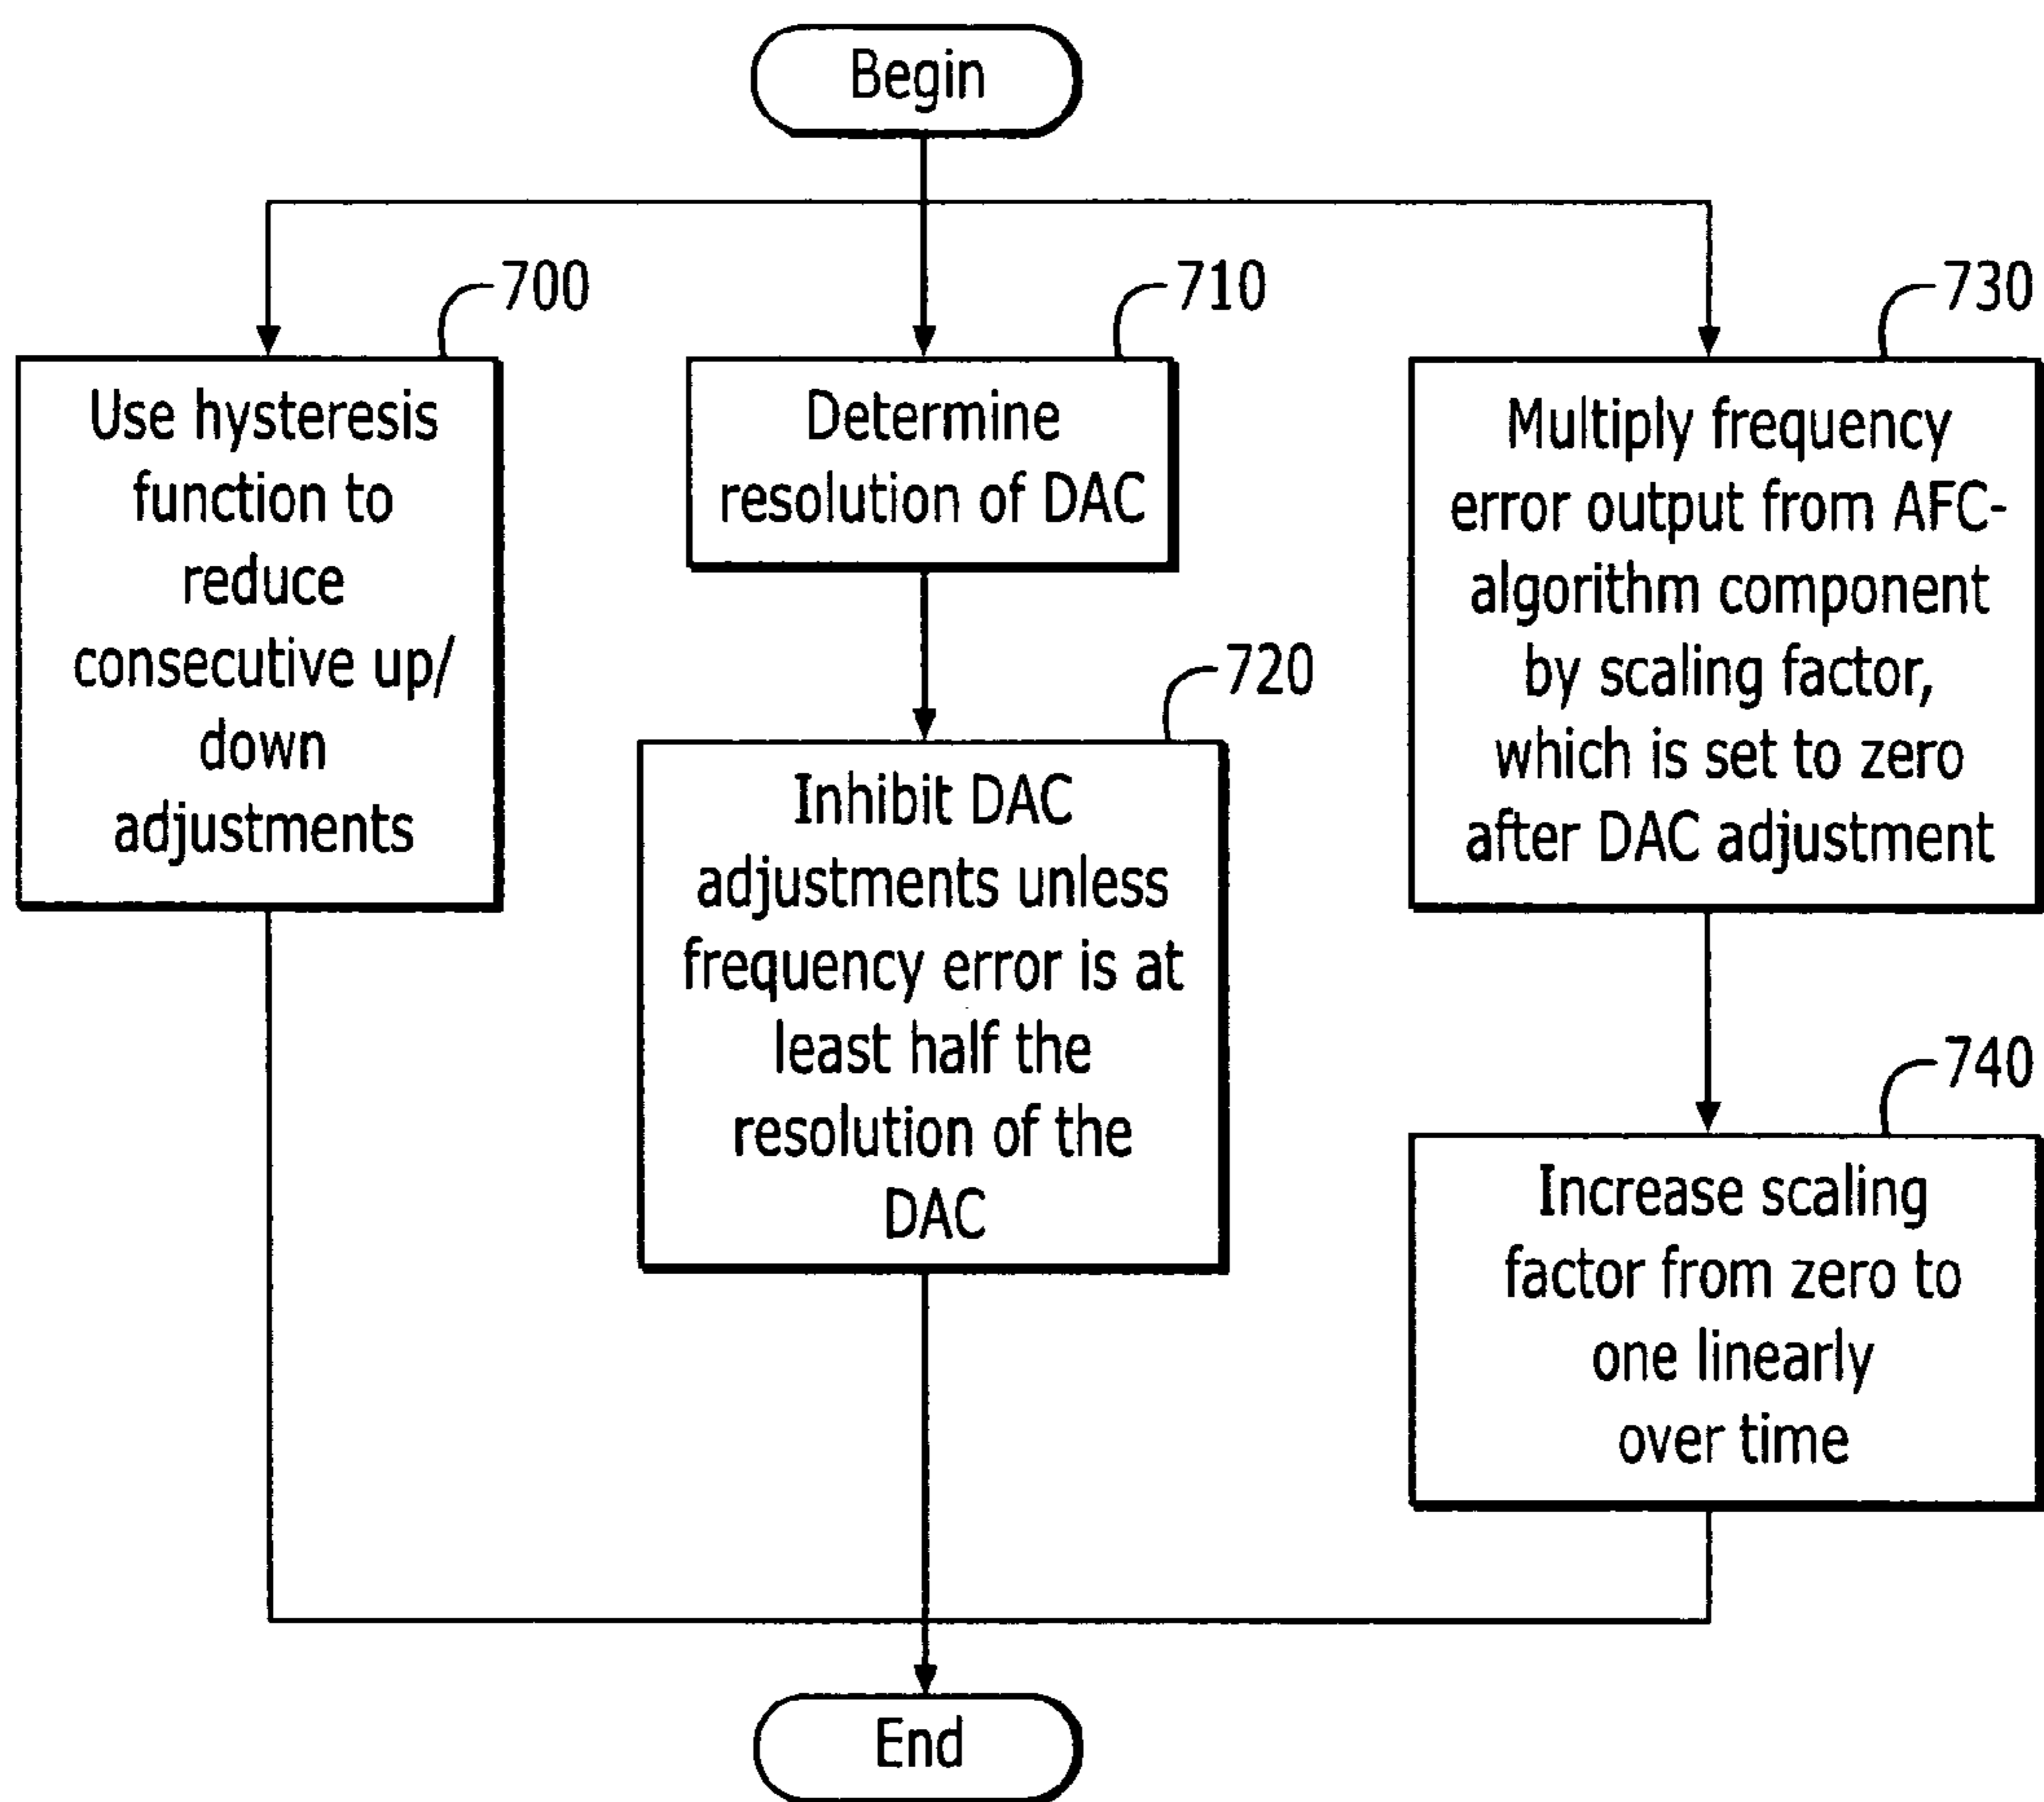 Begin
700
Use hysteresis
function to
reduce
consecutive up/
down
adjustments
710
Determine
resolution of DAC
720
Inhibit DAC
adjustments unless
frequency error is at
least half the
resolution of the
DAC
730
Multiply frequency
error output from AFC-
algorithm component
by scaling factor,
which is set to zero
after DAC adjustment
740
Increase scaling
factor from zero to
one linearly
over time
End